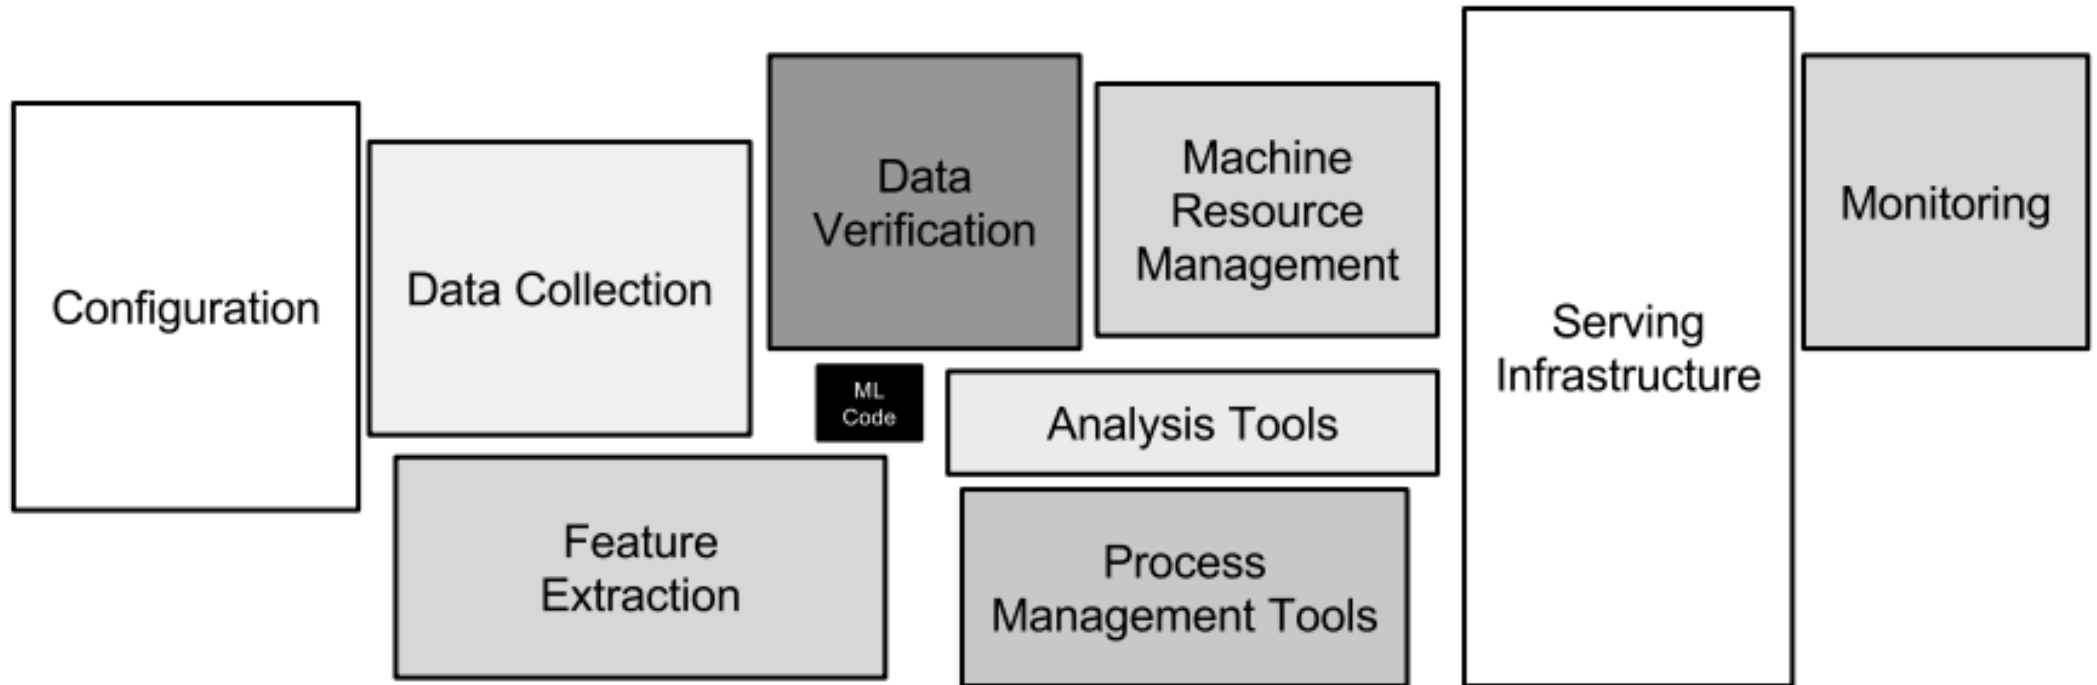 Configuration
Data Collection
Data
Verification
Machine
Resource
Management
Monitoring
ML
Code
Analysis Tools
Serving
Infrastructure
Feature
Extraction
Process
Management Tools